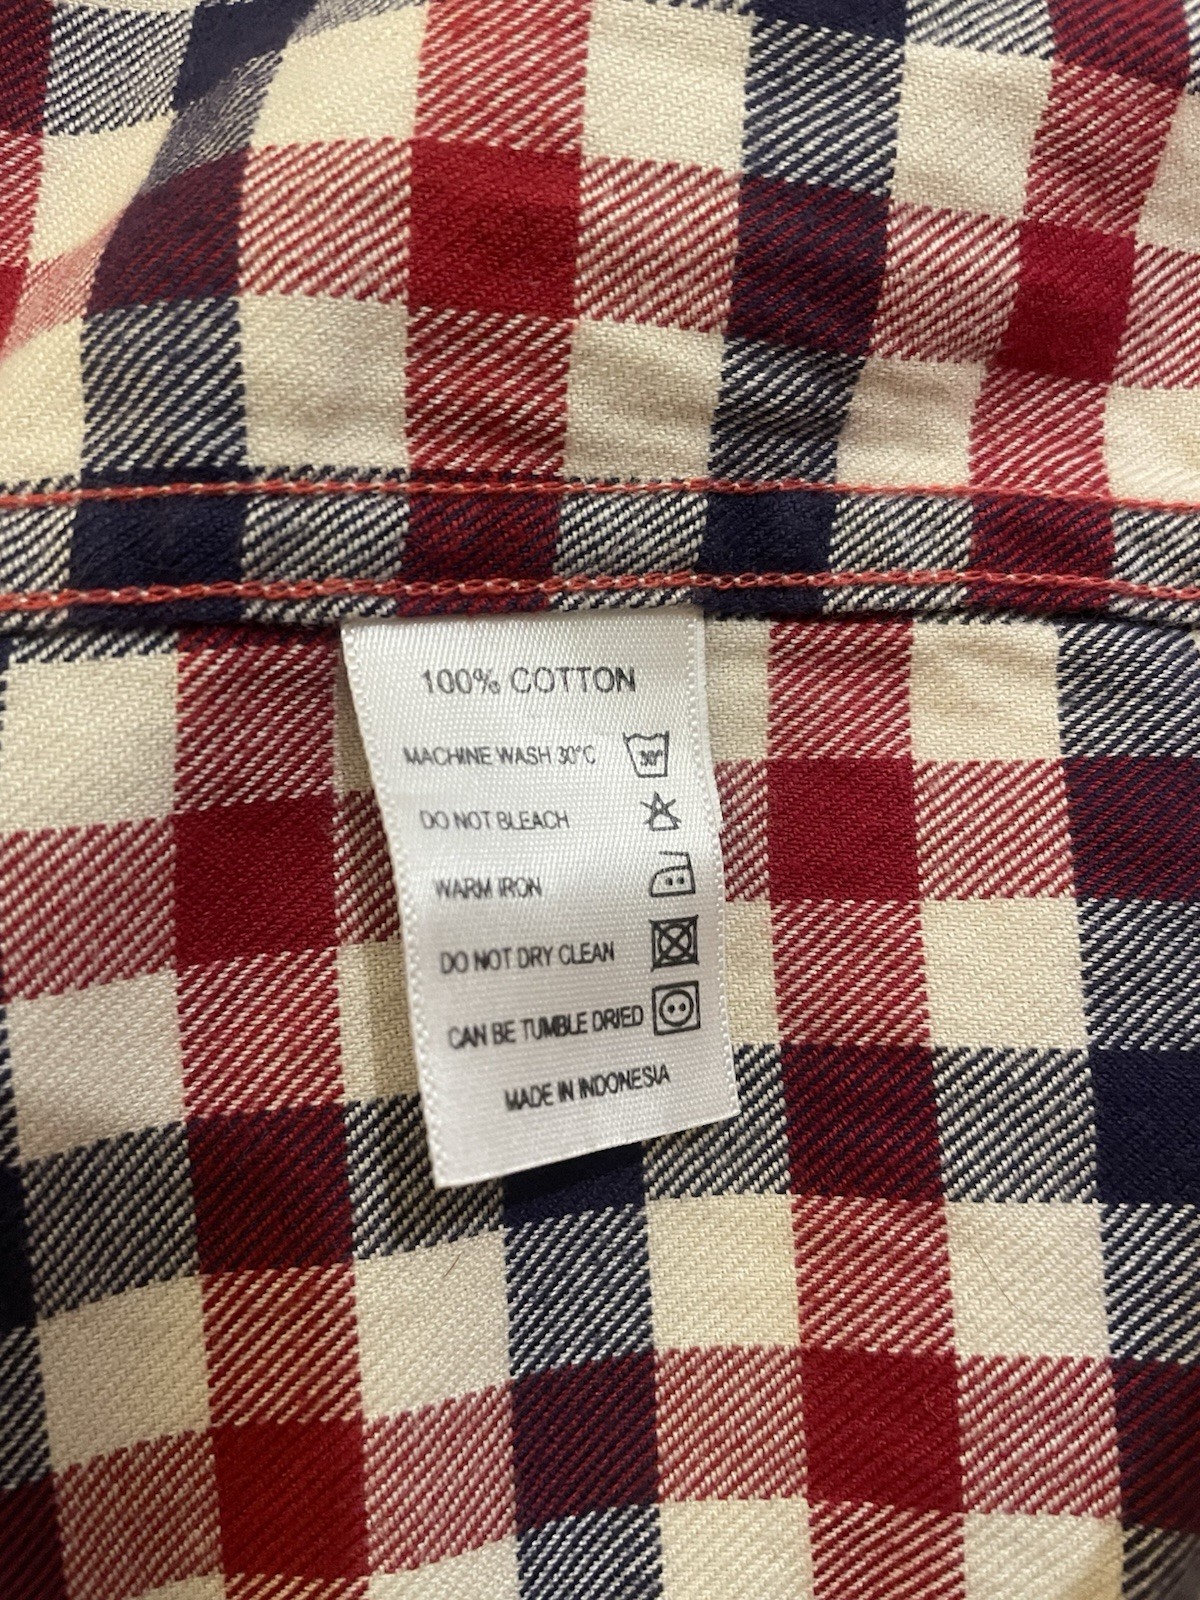 100% COTTON
MACHINE WASH 30°C 30°
DO NOT BLEACH
WARM IRON
DO NOT DRY CLEAN
CAN BE TUMBLE DRIED
MADE IN INDONESIA